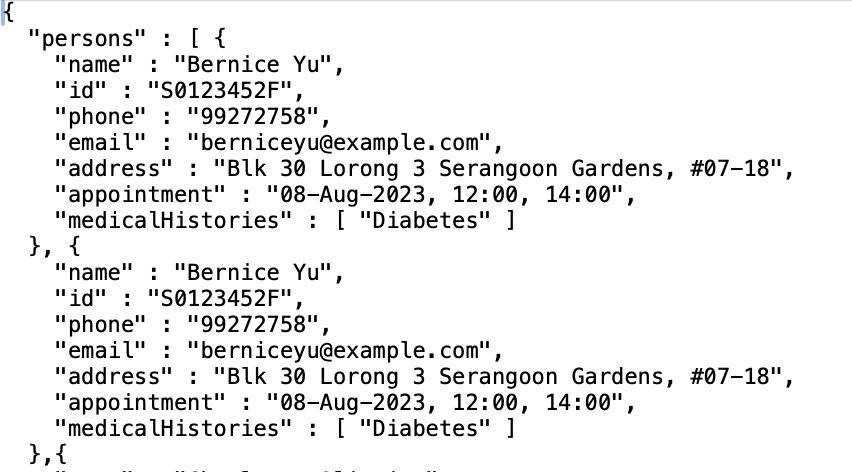 {
  "persons" : [ {
    "name" : "Bernice Yu",
    "id" : "S0123452F",
    "phone" : "99272758",
    "email" : "berniceyu@example.com",
    "address" : "Blk 30 Lorong 3 Serangoon Gardens, #07-18",
    "appointment" : "08-Aug-2023, 12:00, 14:00",
    "medicalHistories" : [ "Diabetes" ]
  }, {
    "name" : "Bernice Yu",
    "id" : "S0123452F",
    "phone" : "99272758",
    "email" : "berniceyu@example.com",
    "address" : "Blk 30 Lorong 3 Serangoon Gardens, #07-18",
    "appointment" : "08-Aug-2023, 12:00, 14:00",
    "medicalHistories" : [ "Diabetes" ]
  },{